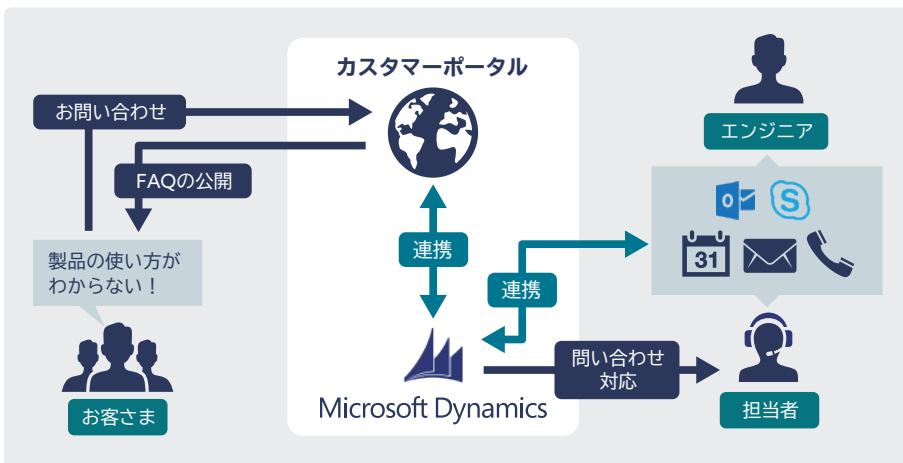 カスタマーポータル
お問い合わせ
FAQの公開
製品の使い方が
わからない！
お客さま
連携
連携
Microsoft Dynamics
問い合わせ
対応
エンジニア
o
S
31
担当者